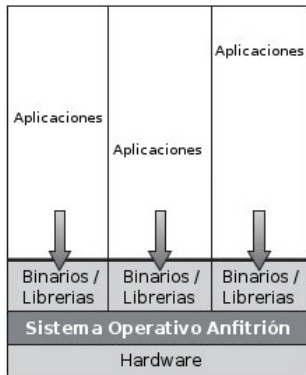 Aplicaciones
Aplicaciones
Aplicaciones
Binarios /
Librerias
Binarios /
Librerias
Binarios /
Librerias
Sistema Operativo Anfitrión
Hardware